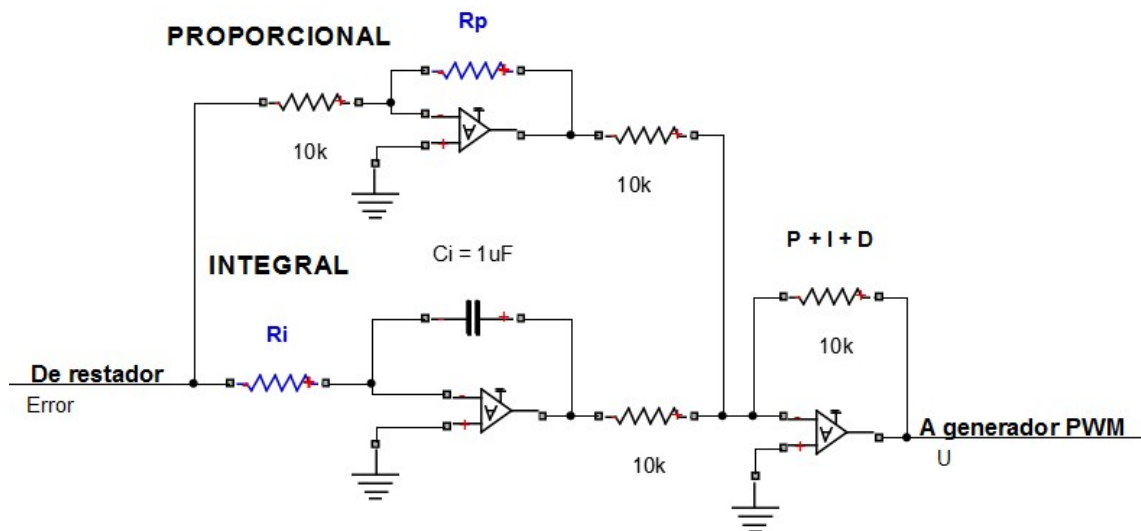 Rp
PROPORCIONAL
10k
10k
P + I + D
Ci = 1uF
INTEGRAL
Ri
10k
De restador
Error
10k
A generador PWM
U